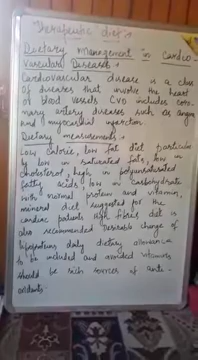 Therapeutic diet
Dietary Management in Cardio
Vascular Diseases:
Cardiovascular disease is a class
of diseases that involve the heart
or blood vessels CVD includes coro-
nary artery diseases such as angina
and myocardial
Dietary measurements:
Low calorie, low fat diet particular
ly low in saturated fats, low in
cholesterol, high in polyunsaturated
fatty acids, low in carbohydrate
with normal protein and vitamin,
mineral diet suggested for the
cardiac patients High fibre diet is
also recommended Desirable change of
daily dietary
to be included and avoided vitamins
should be rich sources of anti-
oxidants.